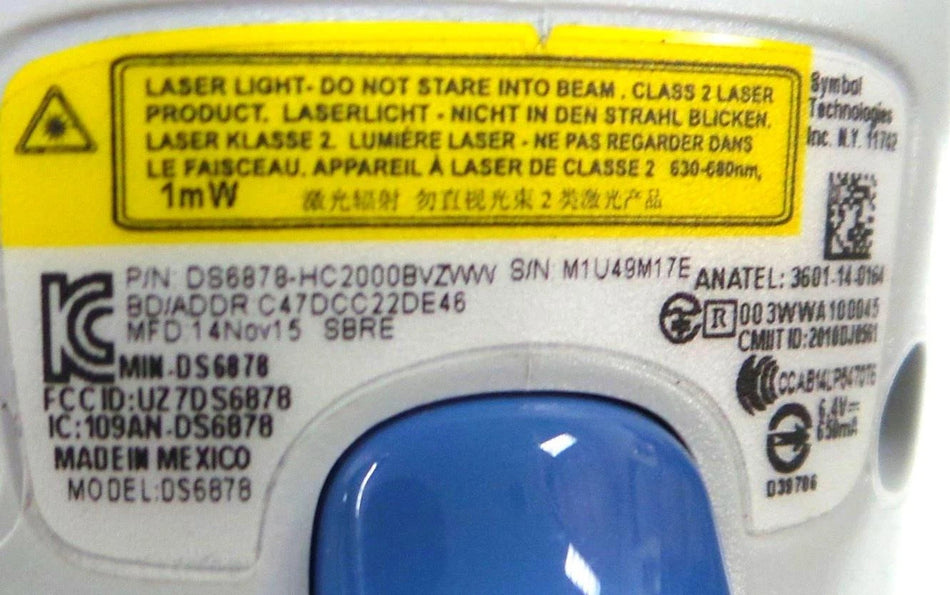 LASER LIGHT- DO NOT STARE INTO BEAM . CLASS 2 LASER
PRODUCT. LASERLICHT - NICHT IN DEN STRAHL BLICKEN.
LASER KLASSE 2. LUMIÈRE LASER - NE PAS REGARDER DANS
LE FAISCEAU. APPAREIL À LASER DE CLASSE 2 630-680nm,
1mW 激光辐射 勿直视光束 2 类激光产品
Symbol
Technologies
Inc. N.Y. 11742
P/N: DS6878-HC2000BVZWW S/N: M1U49M17E
BD/ADDR C47DCC22DE46
MFD 14Nov15 SBRE
MIN-DS6878
FCC ID:UZ7DS6878
IC:109AN-DS6878
MADE IN MEXICO
MODEL:DS6878
ANATEL: 3601-14-0164
R 003WWA100045
CMIIT ID:
6.4V
650mA
D39706